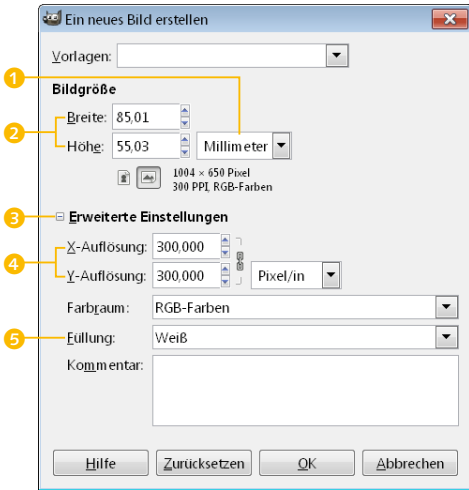 Ein neues Bild erstellen
Vorlagen:
1
Bildgröße
2
Breite: 85,01
Höhe: 55,03 Millimeter
1004 × 650 Pixel
300 PPI, RGB-Farben
3
Erweiterte Einstellungen
4
X-Auflösung: 300,000
Y-Auflösung: 300,000 Pixel/in
Farbraum: RGB-Farben
5
Füllung: Weiß
Kommentar:
Hilfe Zurücksetzen OK Abbrechen